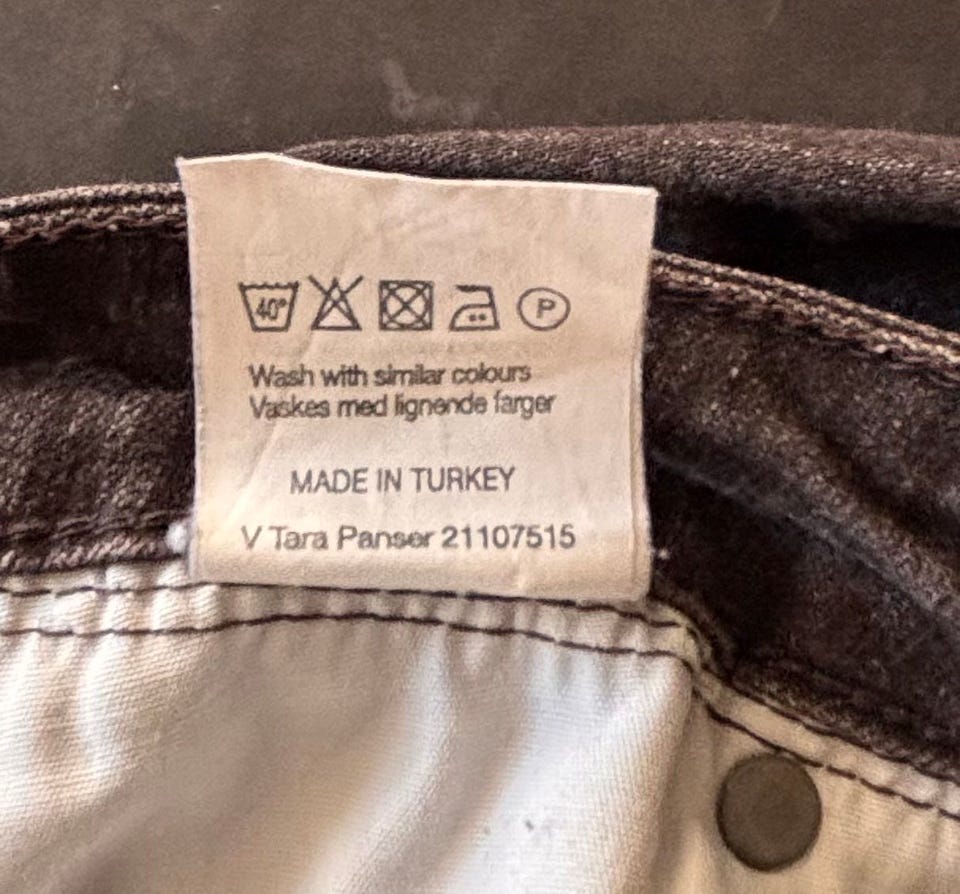 40°
P
Wash with similar colours
Vaskes med lignende farger
MADE IN TURKEY
V Tara Panser 21107515